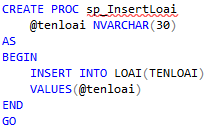 CREATE PROC sp_InsertLoai
    @tenloai NVARCHAR(30)
AS
BEGIN
    INSERT INTO LOAI(TENLOAI)
    VALUES(@tenloai)
END
GO